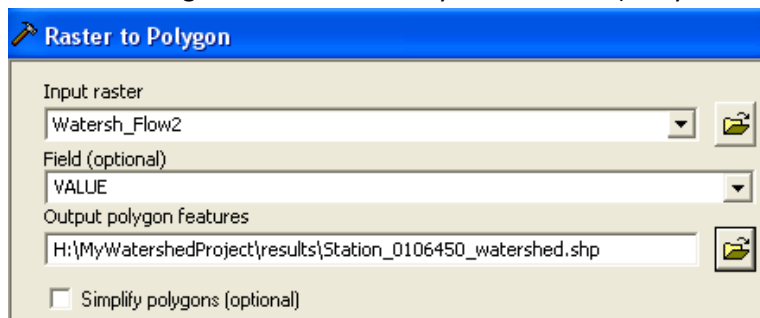 Raster to Polygon
Input raster
Watersh_Flow2
Field (optional)
VALUE
Output polygon features
H:\MyWatershedProject\results\Station_0106450_watershed.shp
Simplify polygons (optional)